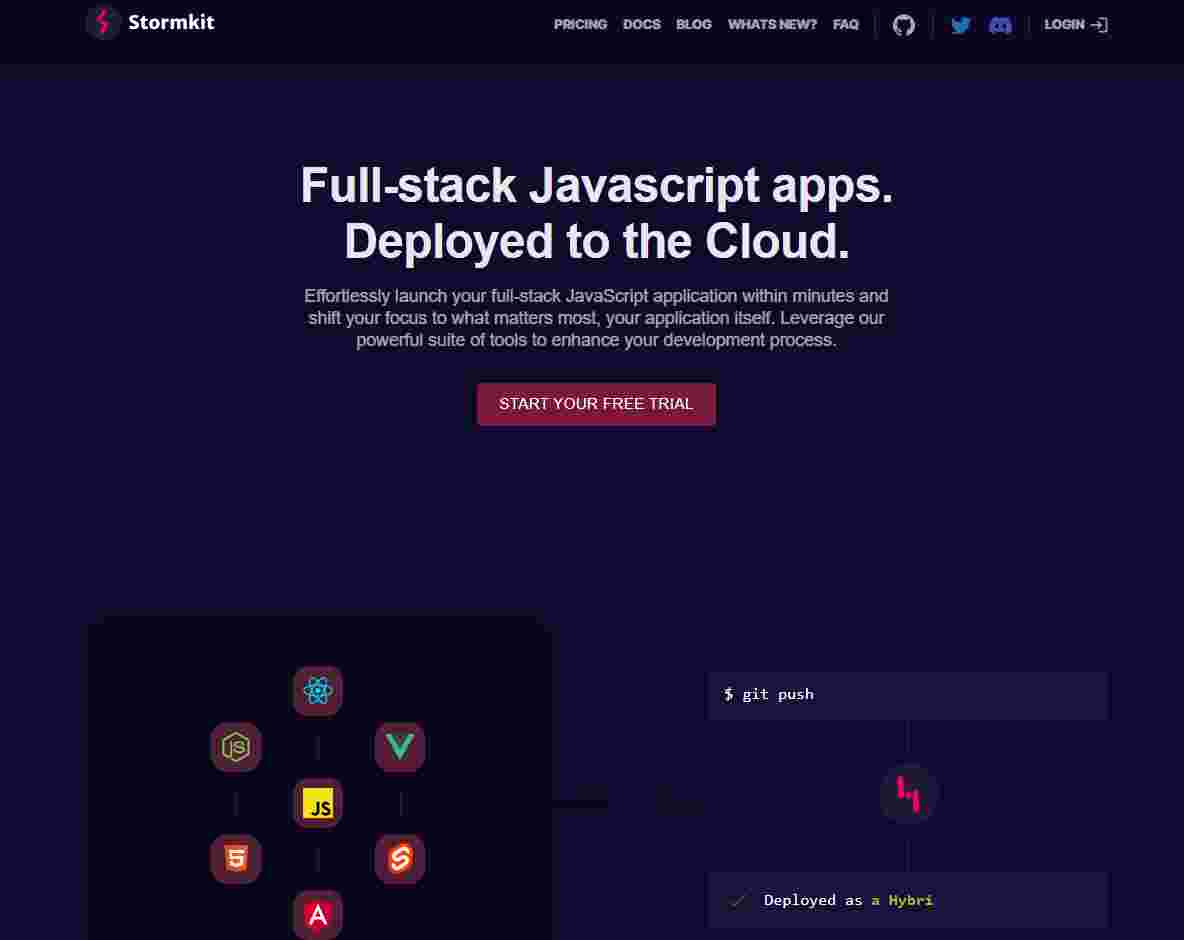 Stormkit
PRICING DOCS BLOG WHATS NEW? FAQ LOGIN
Full-stack Javascript apps.
Deployed to the Cloud.
Effortlessly launch your full-stack JavaScript application within minutes and
shift your focus to what matters most, your application itself. Leverage our
powerful suite of tools to enhance your development process.
START YOUR FREE TRIAL
$ git push
JS
JS
5
Deployed as a Hybri